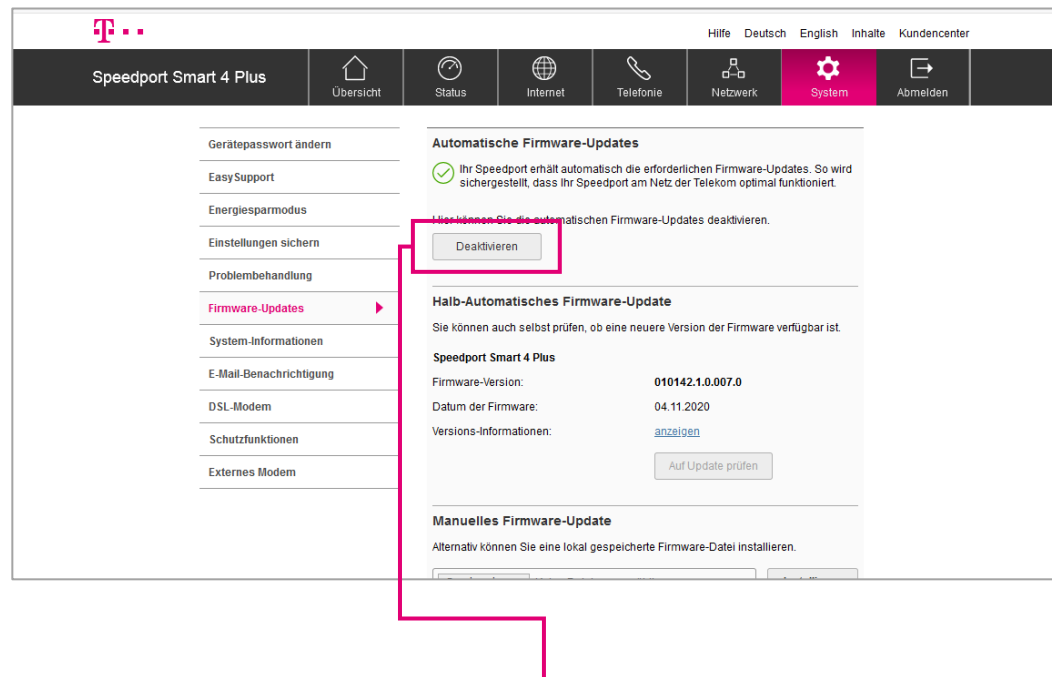 T
Hilfe Deutsch English Inhalte Kundencenter
Speedport Smart 4 Plus
Übersicht
Status
Internet
Telefonie
Netzwerk
System
Abmelden
Gerätepasswort ändern
EasySupport
Energiesparmodus
Einstellungen sichern
Problembehandlung
Firmware-Updates
System-Informationen
E-Mail-Benachrichtigung
DSL-Modem
Schutzfunktionen
Externes Modem
Automatische Firmware-Updates
Ihr Speedport erhält automatisch die erforderlichen Firmware-Updates. So wird
sichergestellt, dass Ihr Speedport am Netz der Telekom optimal funktioniert.
Hier können Sie die automatischen Firmware-Updates deaktivieren.
Deaktivieren
Halb-Automatisches Firmware-Update
Sie können auch selbst prüfen, ob eine neuere Version der Firmware verfügbar ist.
Speedport Smart 4 Plus
Firmware-Version: 010142.1.0.007.0
Datum der Firmware: 04.11.2020
Versions-Informationen: anzeigen
Auf Update prüfen
Manuelles Firmware-Update
Alternativ können Sie eine lokal gespeicherte Firmware-Datei installieren.